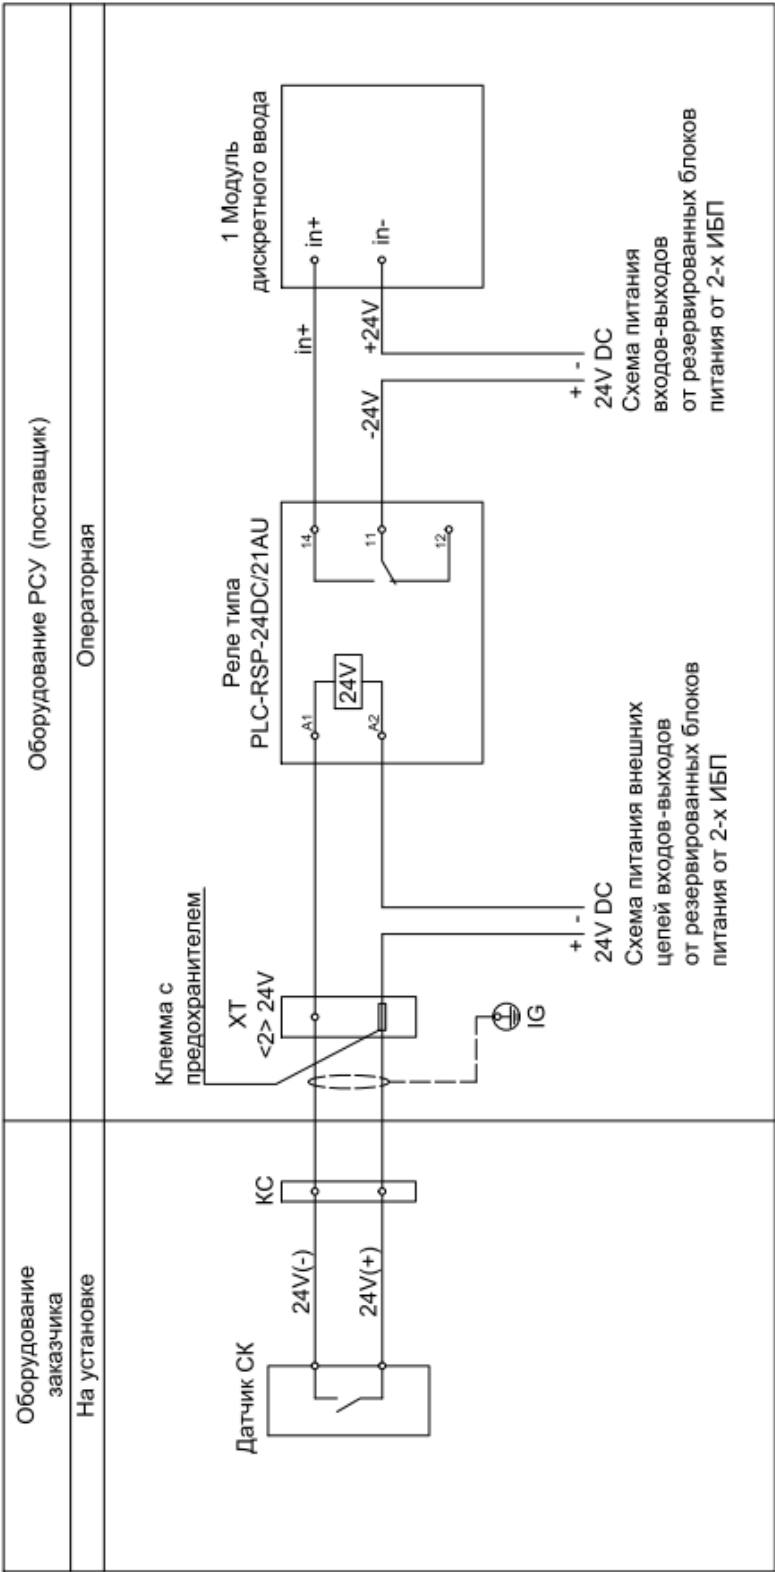 Оборудование
заказчика
Оборудование РСУ (поставщик)
На установке
Операторная
Датчик СК
24V(-)
24V(+)
КС
Клемма с
предохранителем
ХТ
<2> 24V
IG
+ -
24V DC
Схема питания внешних
цепей входов-выходов
от резервированных блоков
питания от 2-х ИБП
Реле типа
PLC-RSP-24DC/21AU
A1
A2
24V
14
11
12
in+
-24V
+24V
+ -
24V DC
Схема питания
входов-выходов
от резервированных блоков
питания от 2-х ИБП
1 Модуль
дискретного ввода
in+
in-